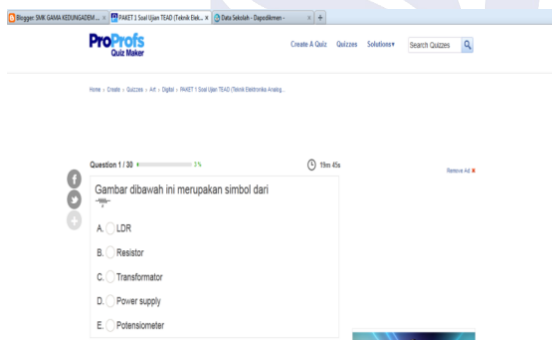 Blogger: SMK GAMA KEDUNGADEM ... x PAKET 1 Soal Ujian TEAD (Teknik Elek... x Data Sekolah - Dapodikmen - x +
ProProfs
Quiz Maker
Create A Quiz Quizzes Solutions▾ Search Quizzes
Home › Create › Quizzes › Art › Digital › PAKET 1 Soal Ujian TEAD (Teknik Elektronika Analog...
Question 1 / 30 3% 19m 45s
Remove Ad
Gambar dibawah ini merupakan simbol dari
A. LDR
B. Resistor
C. Transformator
D. Power supply
E. Potensiometer